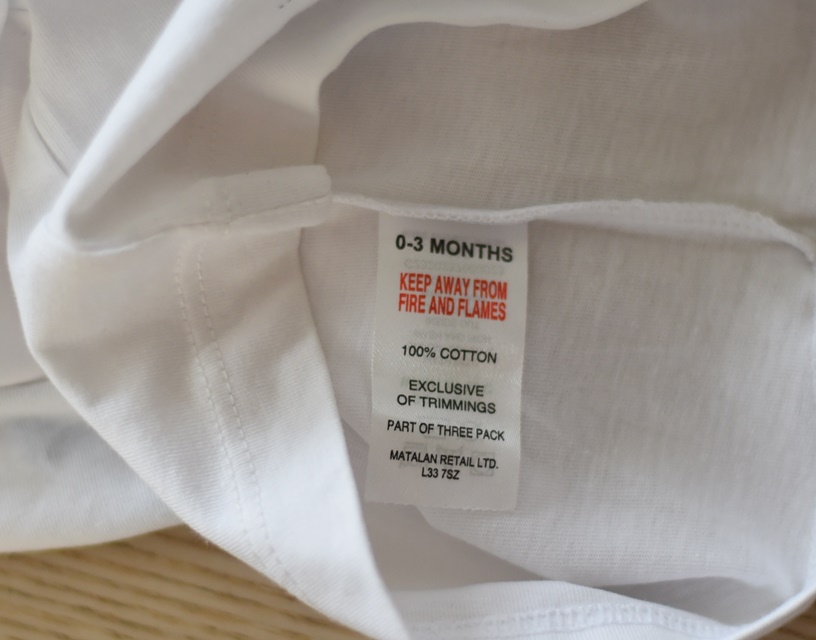 0-3 MONTHS
KEEP AWAY FROM
FIRE AND FLAMES
100% COTTON
EXCLUSIVE
OF TRIMMINGS
PART OF THREE PACK
MATALAN RETAIL LTD.
L33 7SZ